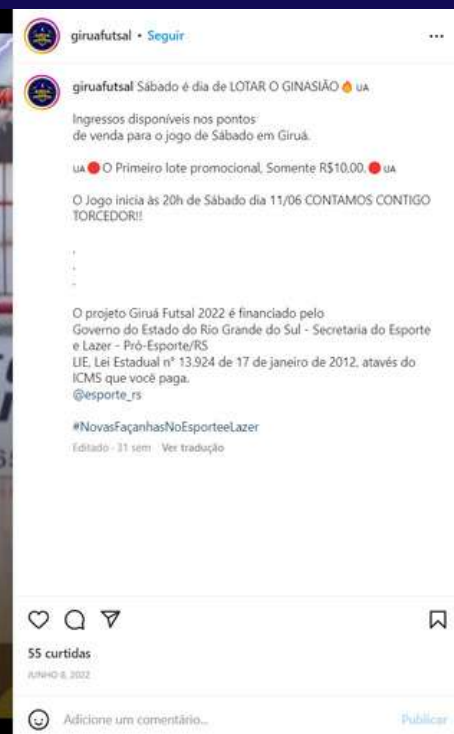 giruafutsal • Seguir
giruafutsal Sábado é dia de LOTAR O GINASIÃO 🔥 UA
Ingressos disponíveis nos pontos
de venda para o jogo de Sábado em Giruá.
UA 🔴 O Primeiro lote promocional, Somente R$10,00. 🔴 UA
O Jogo inicia às 20h de Sábado dia 11/06 CONTAMOS CONTIGO
TORCEDOR!!
.
.
.
O projeto Giruá Futsal 2022 é financiado pelo
Governo do Estado do Rio Grande do Sul - Secretaria do Esporte
e Lazer - Pró-Esporte/RS
LIE, Lei Estadual n° 13.924 de 17 de janeiro de 2012, atavés do
ICMS que você paga.
@esporte_rs
#NovasFaçanhasNoEsporteeLazer
Editado · 31 sem Ver tradução
55 curtidas
JUNHO 8, 2022
Adicione um comentário... Publicar